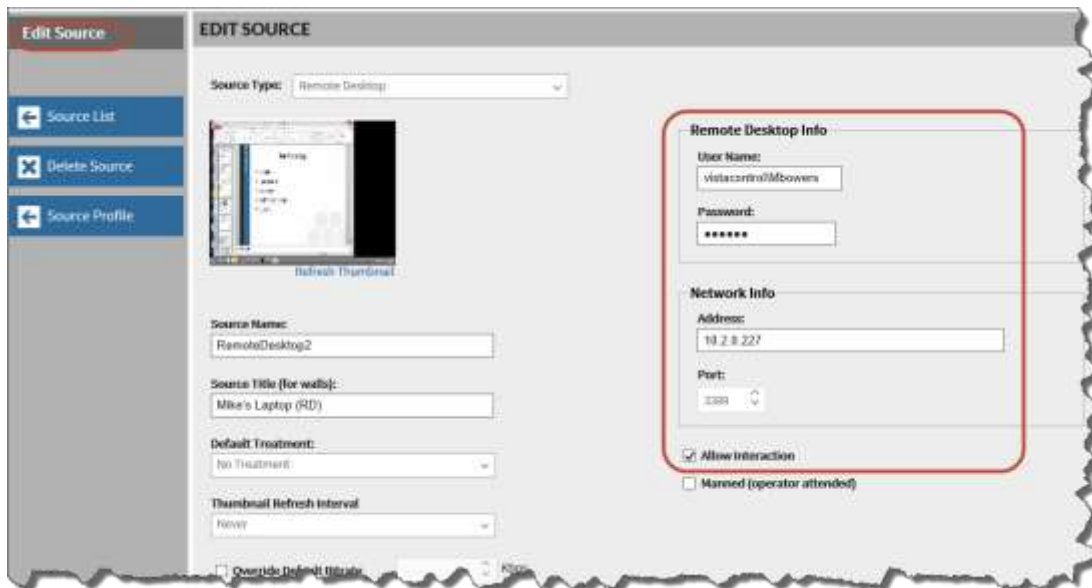 Edit Source
EDIT SOURCE
Source Type: Remote Desktop
Source List
Delete Source
Source Profile
Refresh Thumbnail
Source Name:
RemoteDesktop2
Source Title (for walls):
Mike's Laptop (RD)
Default Treatment:
No Treatment
Thumbnail Refresh Interval
Never
Override Default Bitrate
Kbps
Remote Desktop Info
User Name:
vistacontrol\Mbowers
Password:
••••••
Network Info
Address:
10.2.0.227
Port:
3389
Allow Interaction
Manned (operator attended)